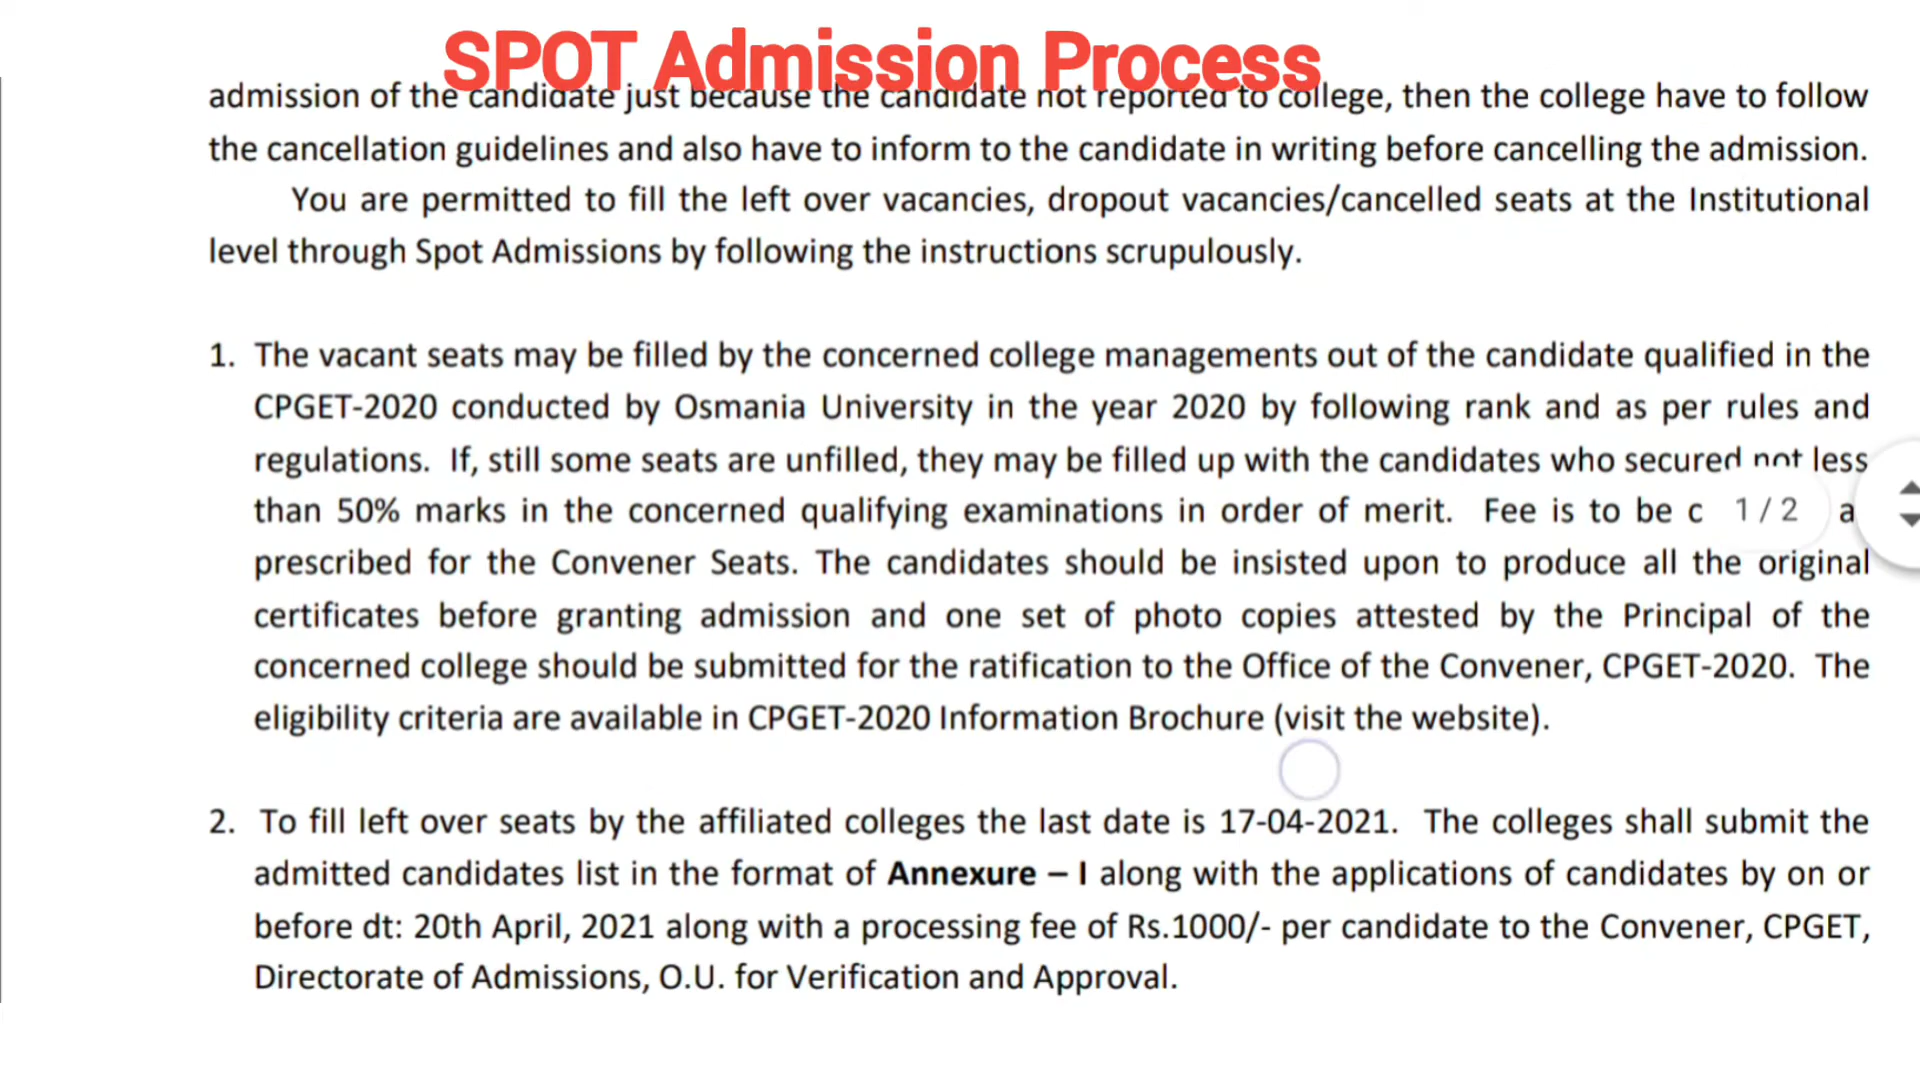 SPOT Admission Process
admission of the candidate just because the candidate not reported to college, then the college have to follow
the cancellation guidelines and also have to inform to the candidate in writing before cancelling the admission.
You are permitted to fill the left over vacancies, dropout vacancies/cancelled seats at the Institutional
level through Spot Admissions by following the instructions scrupulously.
1. The vacant seats may be filled by the concerned college managements out of the candidate qualified in the
CPGET-2020 conducted by Osmania University in the year 2020 by following rank and as per rules and
regulations. If, still some seats are unfilled, they may be filled up with the candidates who secured not less
than 50% marks in the concerned qualifying examinations in order of merit. Fee is to be c 1 / 2 a
prescribed for the Convener Seats. The candidates should be insisted upon to produce all the original
certificates before granting admission and one set of photo copies attested by the Principal of the
concerned college should be submitted for the ratification to the Office of the Convener, CPGET-2020. The
eligibility criteria are available in CPGET-2020 Information Brochure (visit the website).
2. To fill left over seats by the affiliated colleges the last date is 17-04-2021. The colleges shall submit the
admitted candidates list in the format of Annexure – I along with the applications of candidates by on or
before dt: 20th April, 2021 along with a processing fee of Rs.1000/- per candidate to the Convener, CPGET,
Directorate of Admissions, O.U. for Verification and Approval.